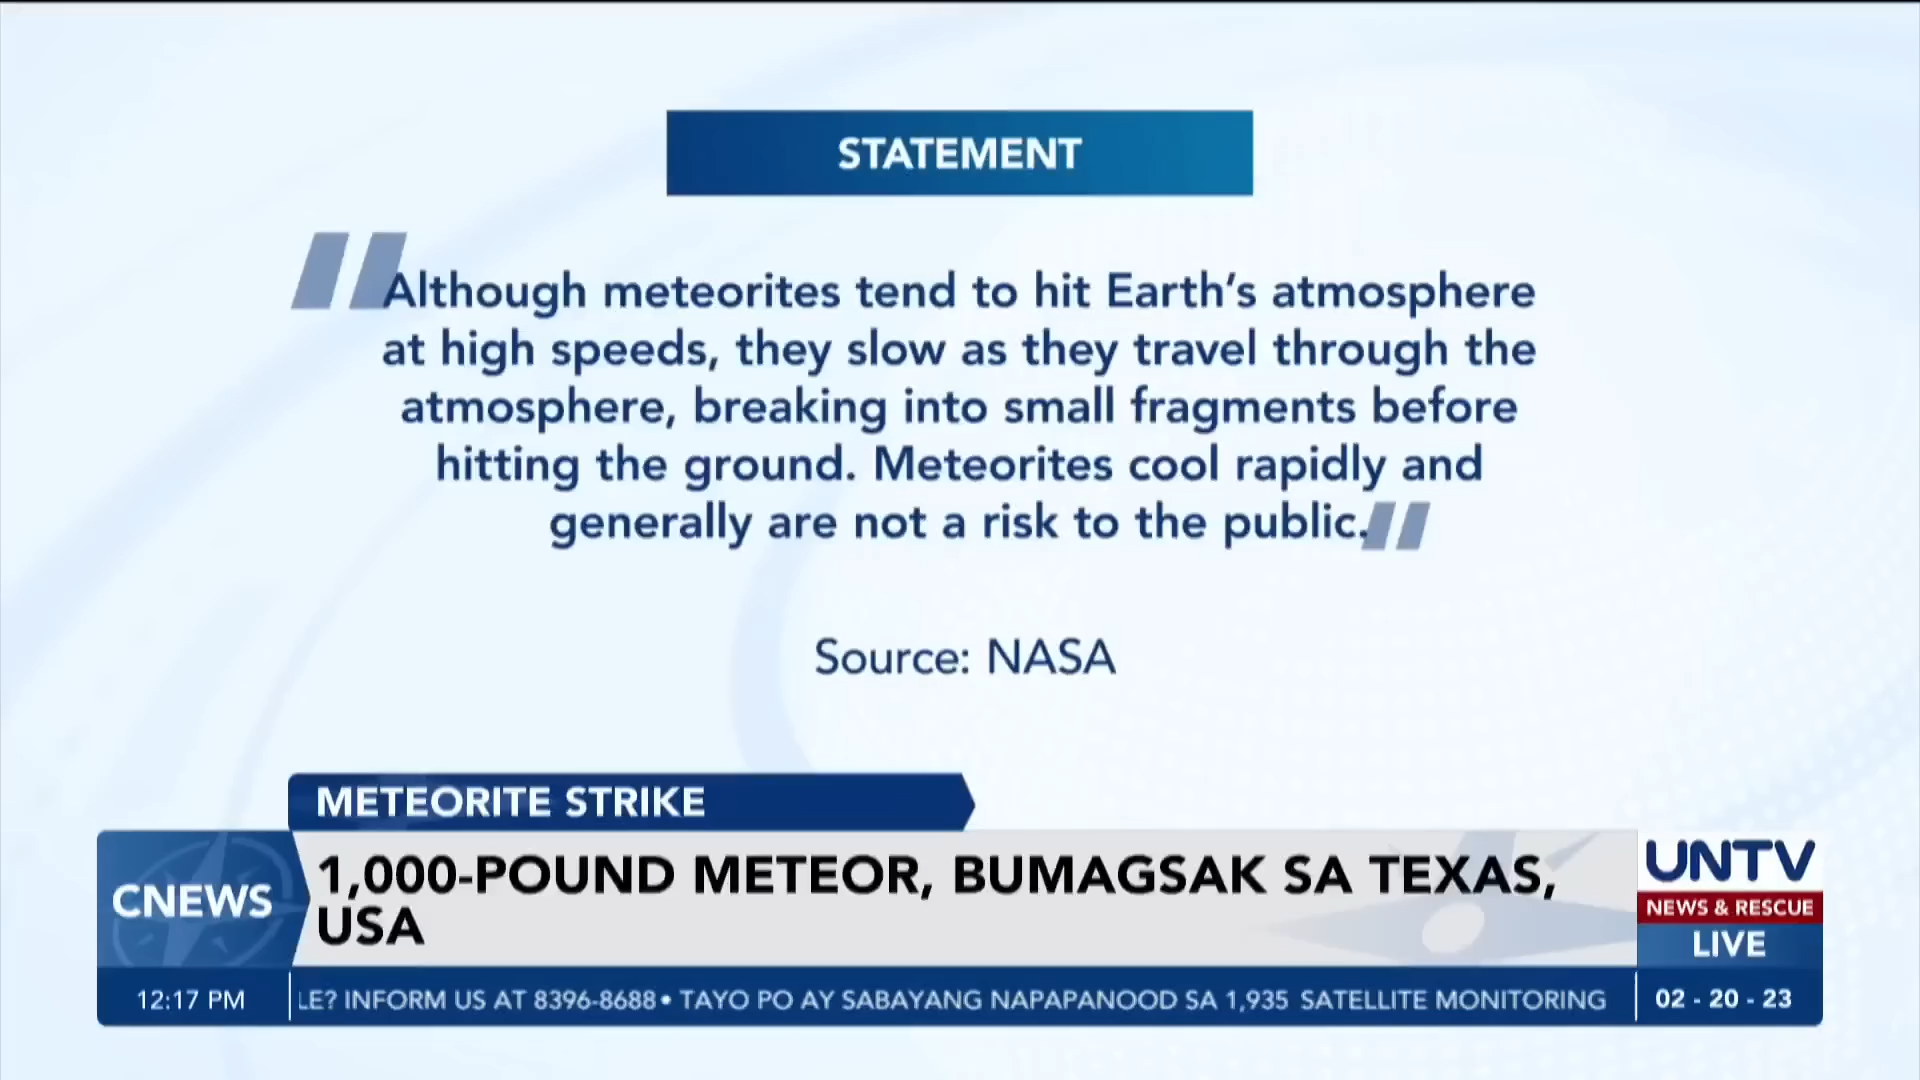 STATEMENT
Although meteorites tend to hit Earth’s atmosphere
at high speeds, they slow as they travel through the
atmosphere, breaking into small fragments before
hitting the ground. Meteorites cool rapidly and
generally are not a risk to the public.
Source: NASA
METEORITE STRIKE
CNEWS
1,000-POUND METEOR, BUMAGSAK SA TEXAS,
USA
UNTV
NEWS & RESCUE
LIVE
12:17 PM
LE? INFORM US AT 8396-8688 • TAYO PO AY SABAYANG NAPAPANOOD SA 1,935 SATELLITE MONITORING
02 - 20 - 23